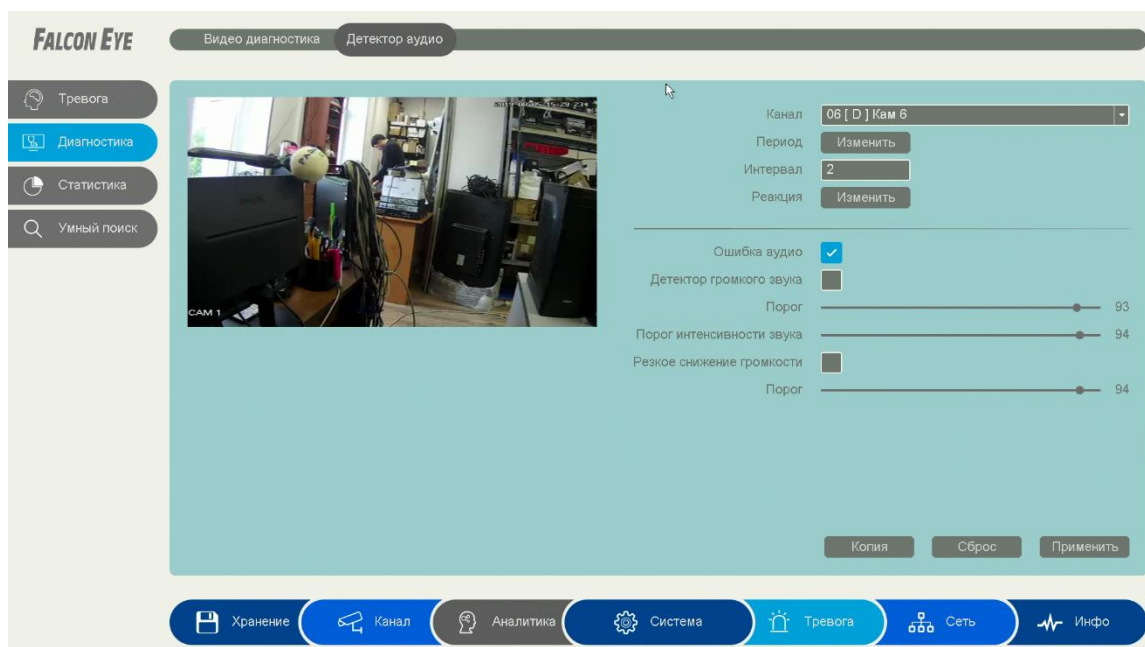 FALCON EYE
Видео диагностика Детектор аудио
Тревога
Диагностика
Статистика
Умный поиск
CAM 1
Канал 06 [ D ] Кам 6
Период Изменить
Интервал 2
Реакция Изменить
Ошибка аудио
Детектор громкого звука
Порог 93
Порог интенсивности звука 94
Резкое снижение громкости
Порог 94
Копия Сброс Применить
Хранение Канал Аналитика Система Тревога Сеть Инфо